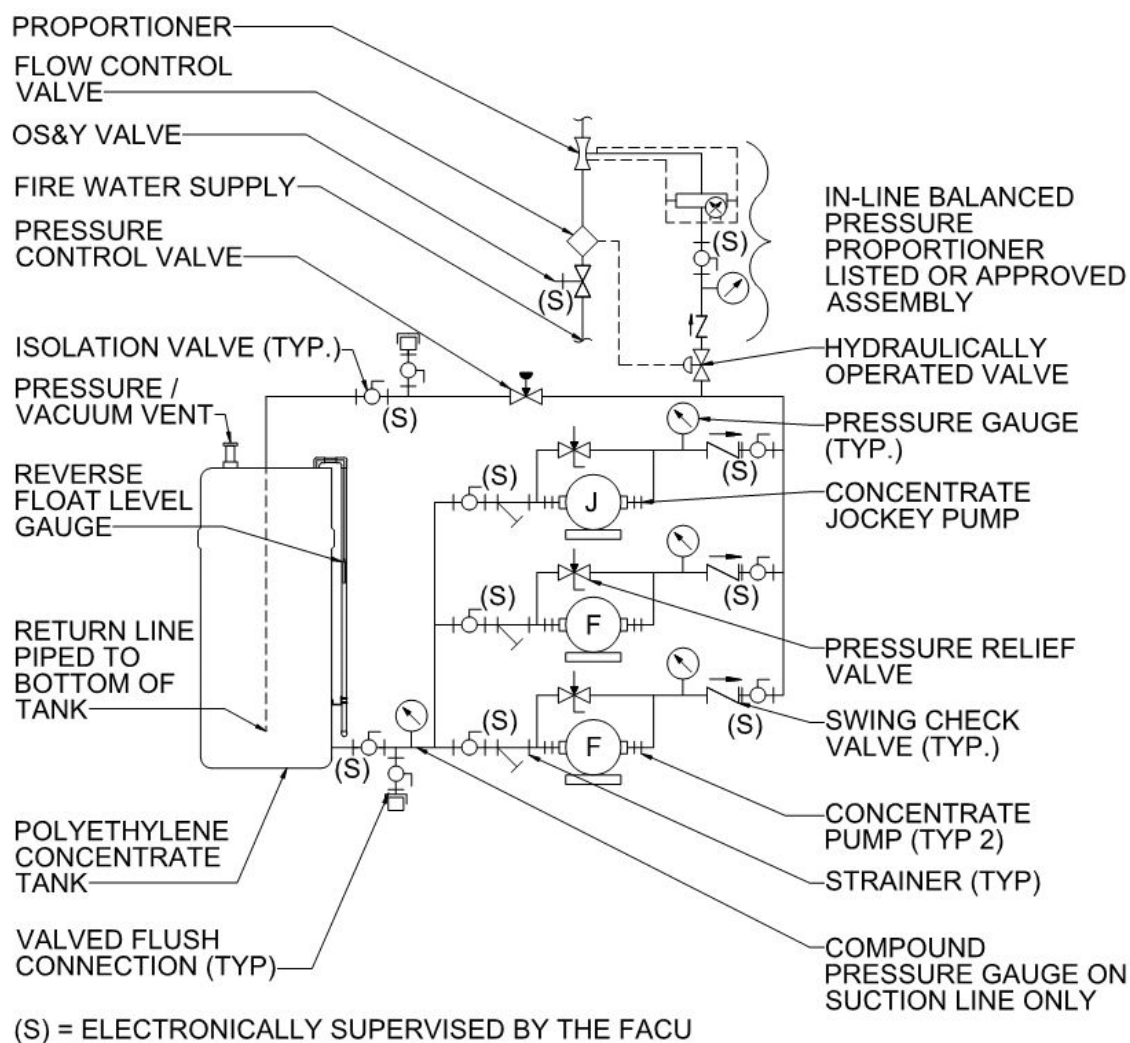 PROPORTIONER
FLOW CONTROL
VALVE
OS&Y VALVE
FIRE WATER SUPPLY
PRESSURE
CONTROL VALVE
(S)
(S)
IN-LINE BALANCED
PRESSURE
PROPORTIONER
LISTED OR APPROVED
ASSEMBLY
ISOLATION VALVE (TYP.)
(S)
PRESSURE /
VACUUM VENT
REVERSE
FLOAT LEVEL
GAUGE
RETURN LINE
PIPED TO
BOTTOM OF
TANK
HYDRAULICALLY
OPERATED VALVE
PRESSURE GAUGE
(TYP.)
(S)
(S)
J
CONCENTRATE
JOCKEY PUMP
(S)
(S)
F
PRESSURE RELIEF
VALVE
(S)
(S)
(S)
F
SWING CHECK
VALVE (TYP.)
POLYETHYLENE
CONCENTRATE
TANK
CONCENTRATE
PUMP (TYP 2)
STRAINER (TYP)
VALVED FLUSH
CONNECTION (TYP)
COMPOUND
PRESSURE GAUGE ON
SUCTION LINE ONLY
(S) = ELECTRONICALLY SUPERVISED BY THE FACU